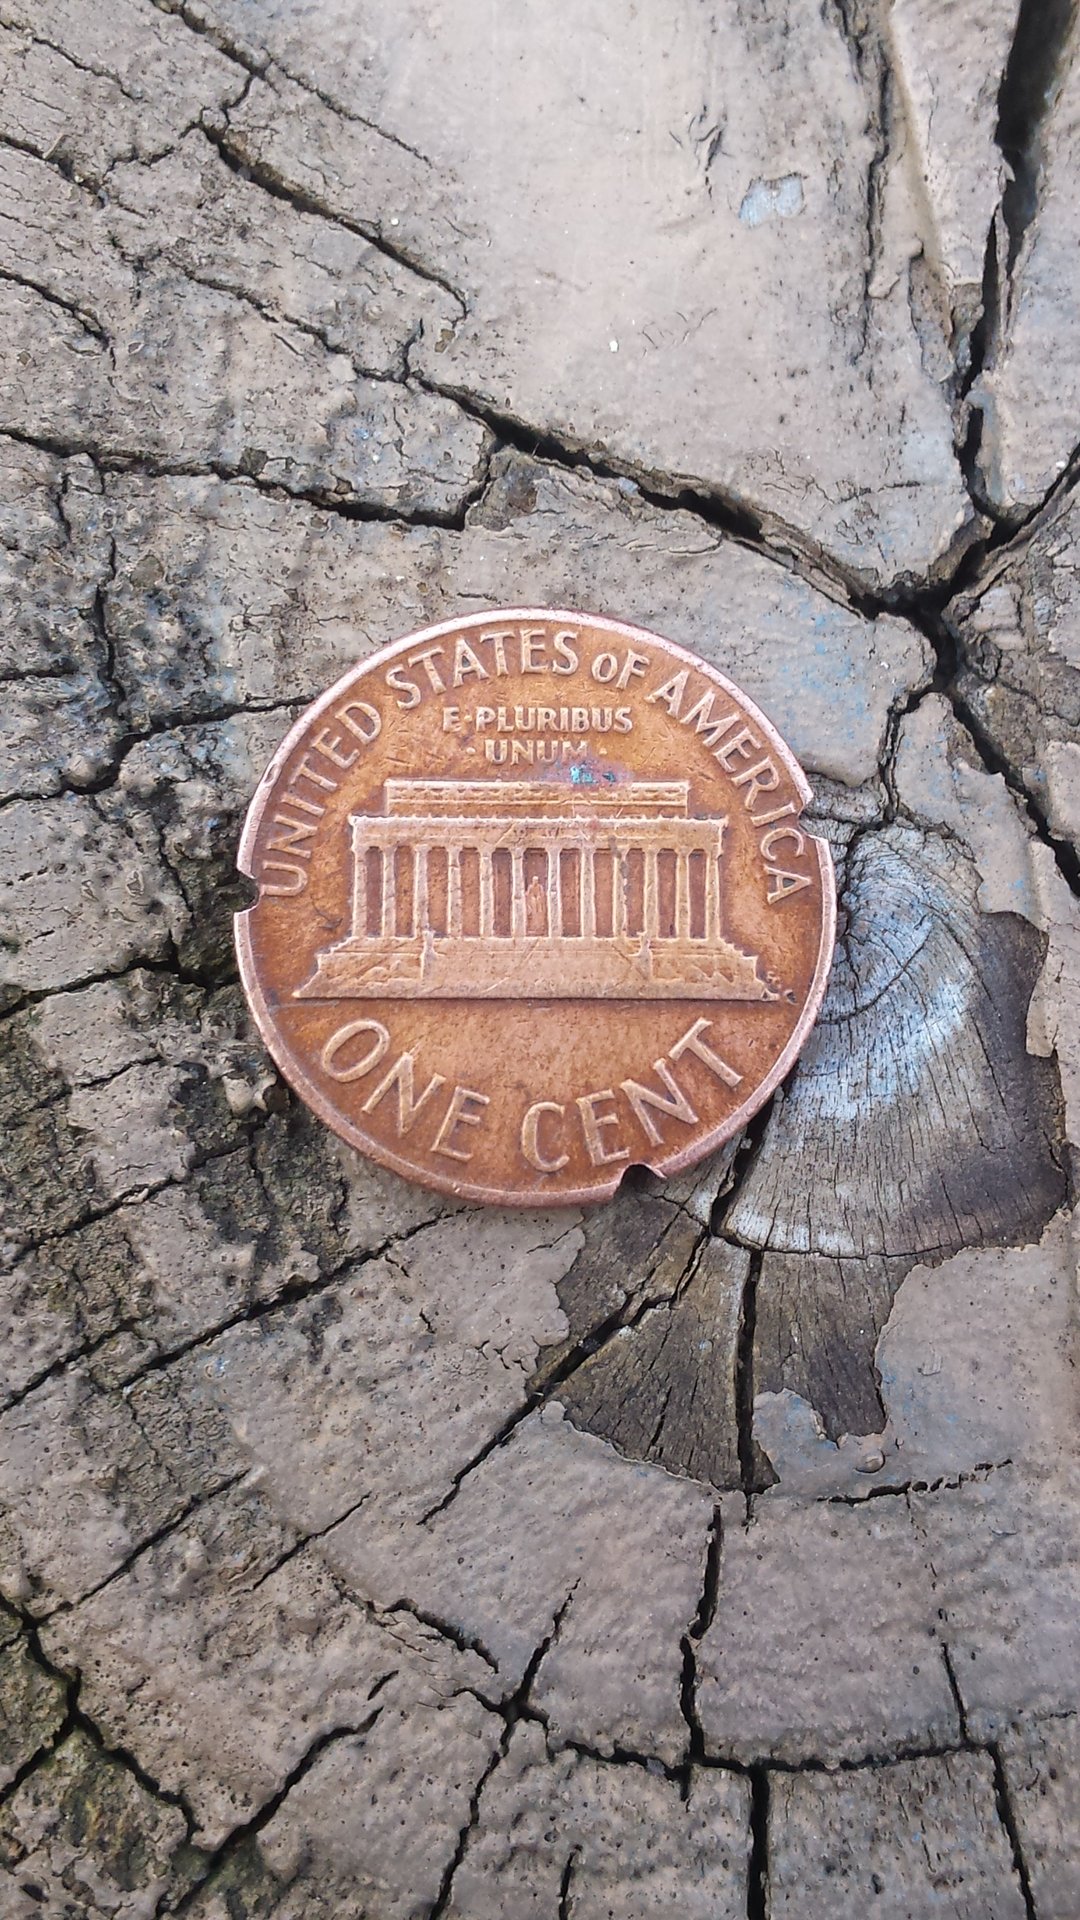 UNITED STATES OF AMERICA
E·PLURIBUS
·UNUM·
ONE CENT